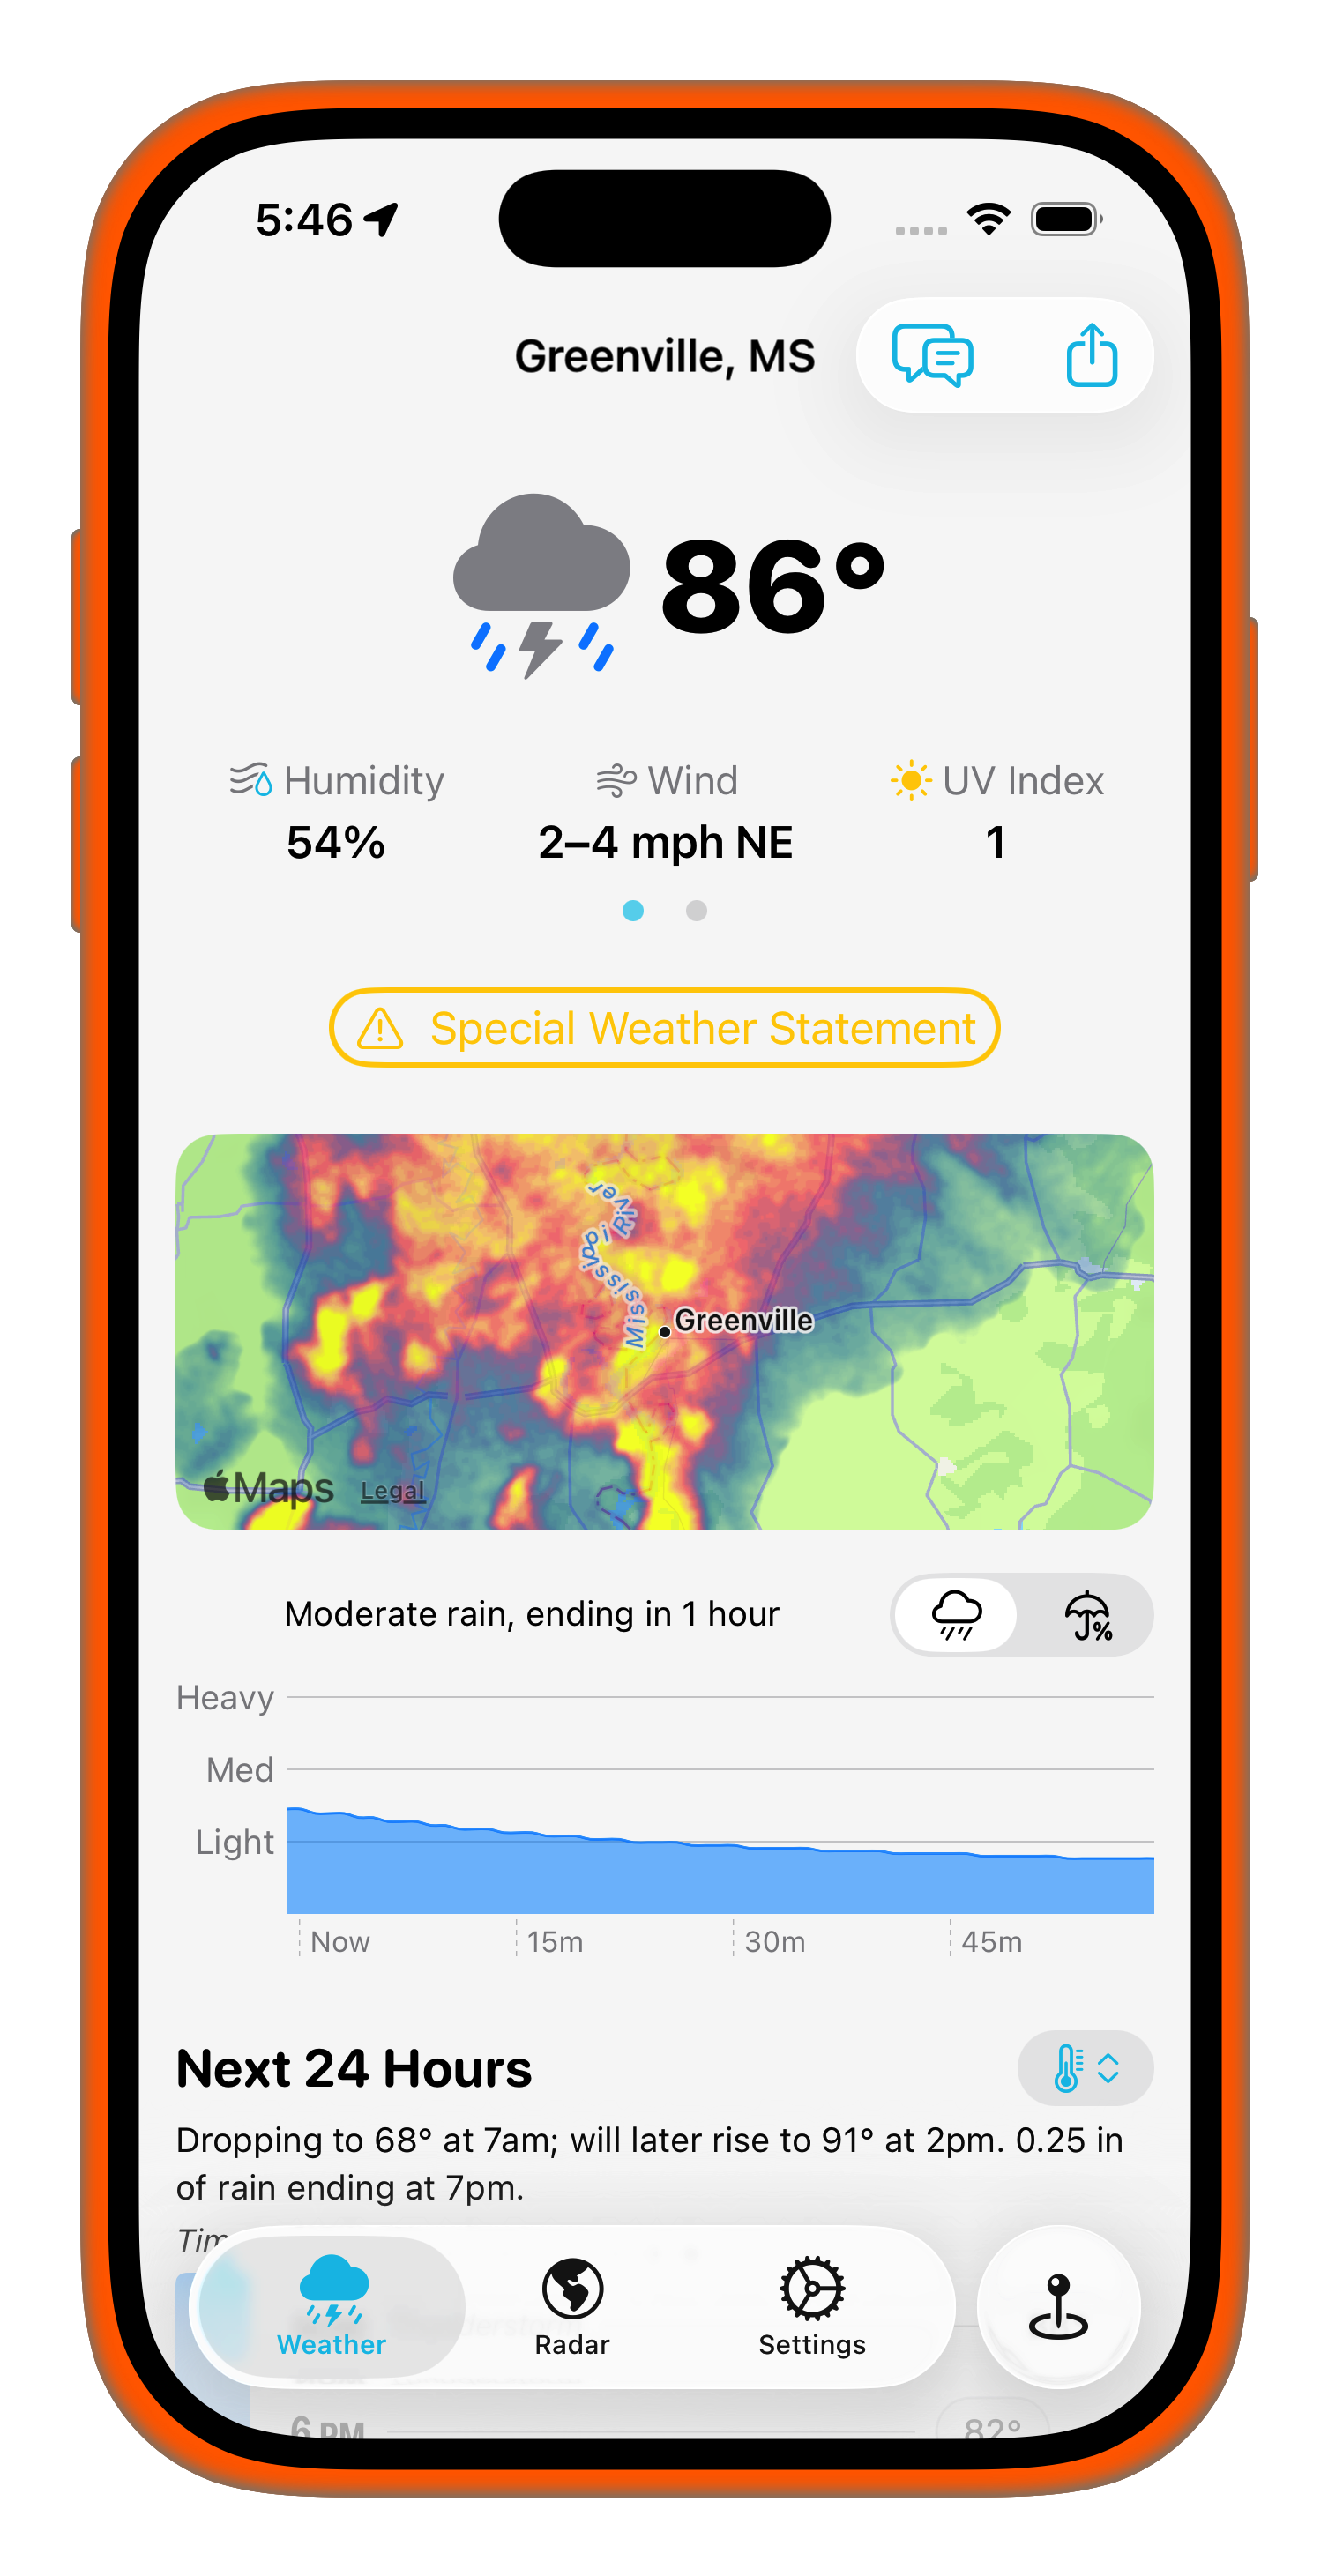 5:46
Greenville, MS
86°
Humidity Wind UV Index
54% 2–4 mph NE 1
Special Weather Statement
Mississippi River
Greenville
Maps Legal
Moderate rain, ending in 1 hour
%
Heavy
Med
Light
Now 15m 30m 45m
Next 24 Hours
Dropping to 68° at 7am; will later rise to 91° at 2pm. 0.25 in
of rain ending at 7pm.
Weather Radar Settings
6 PM 82°